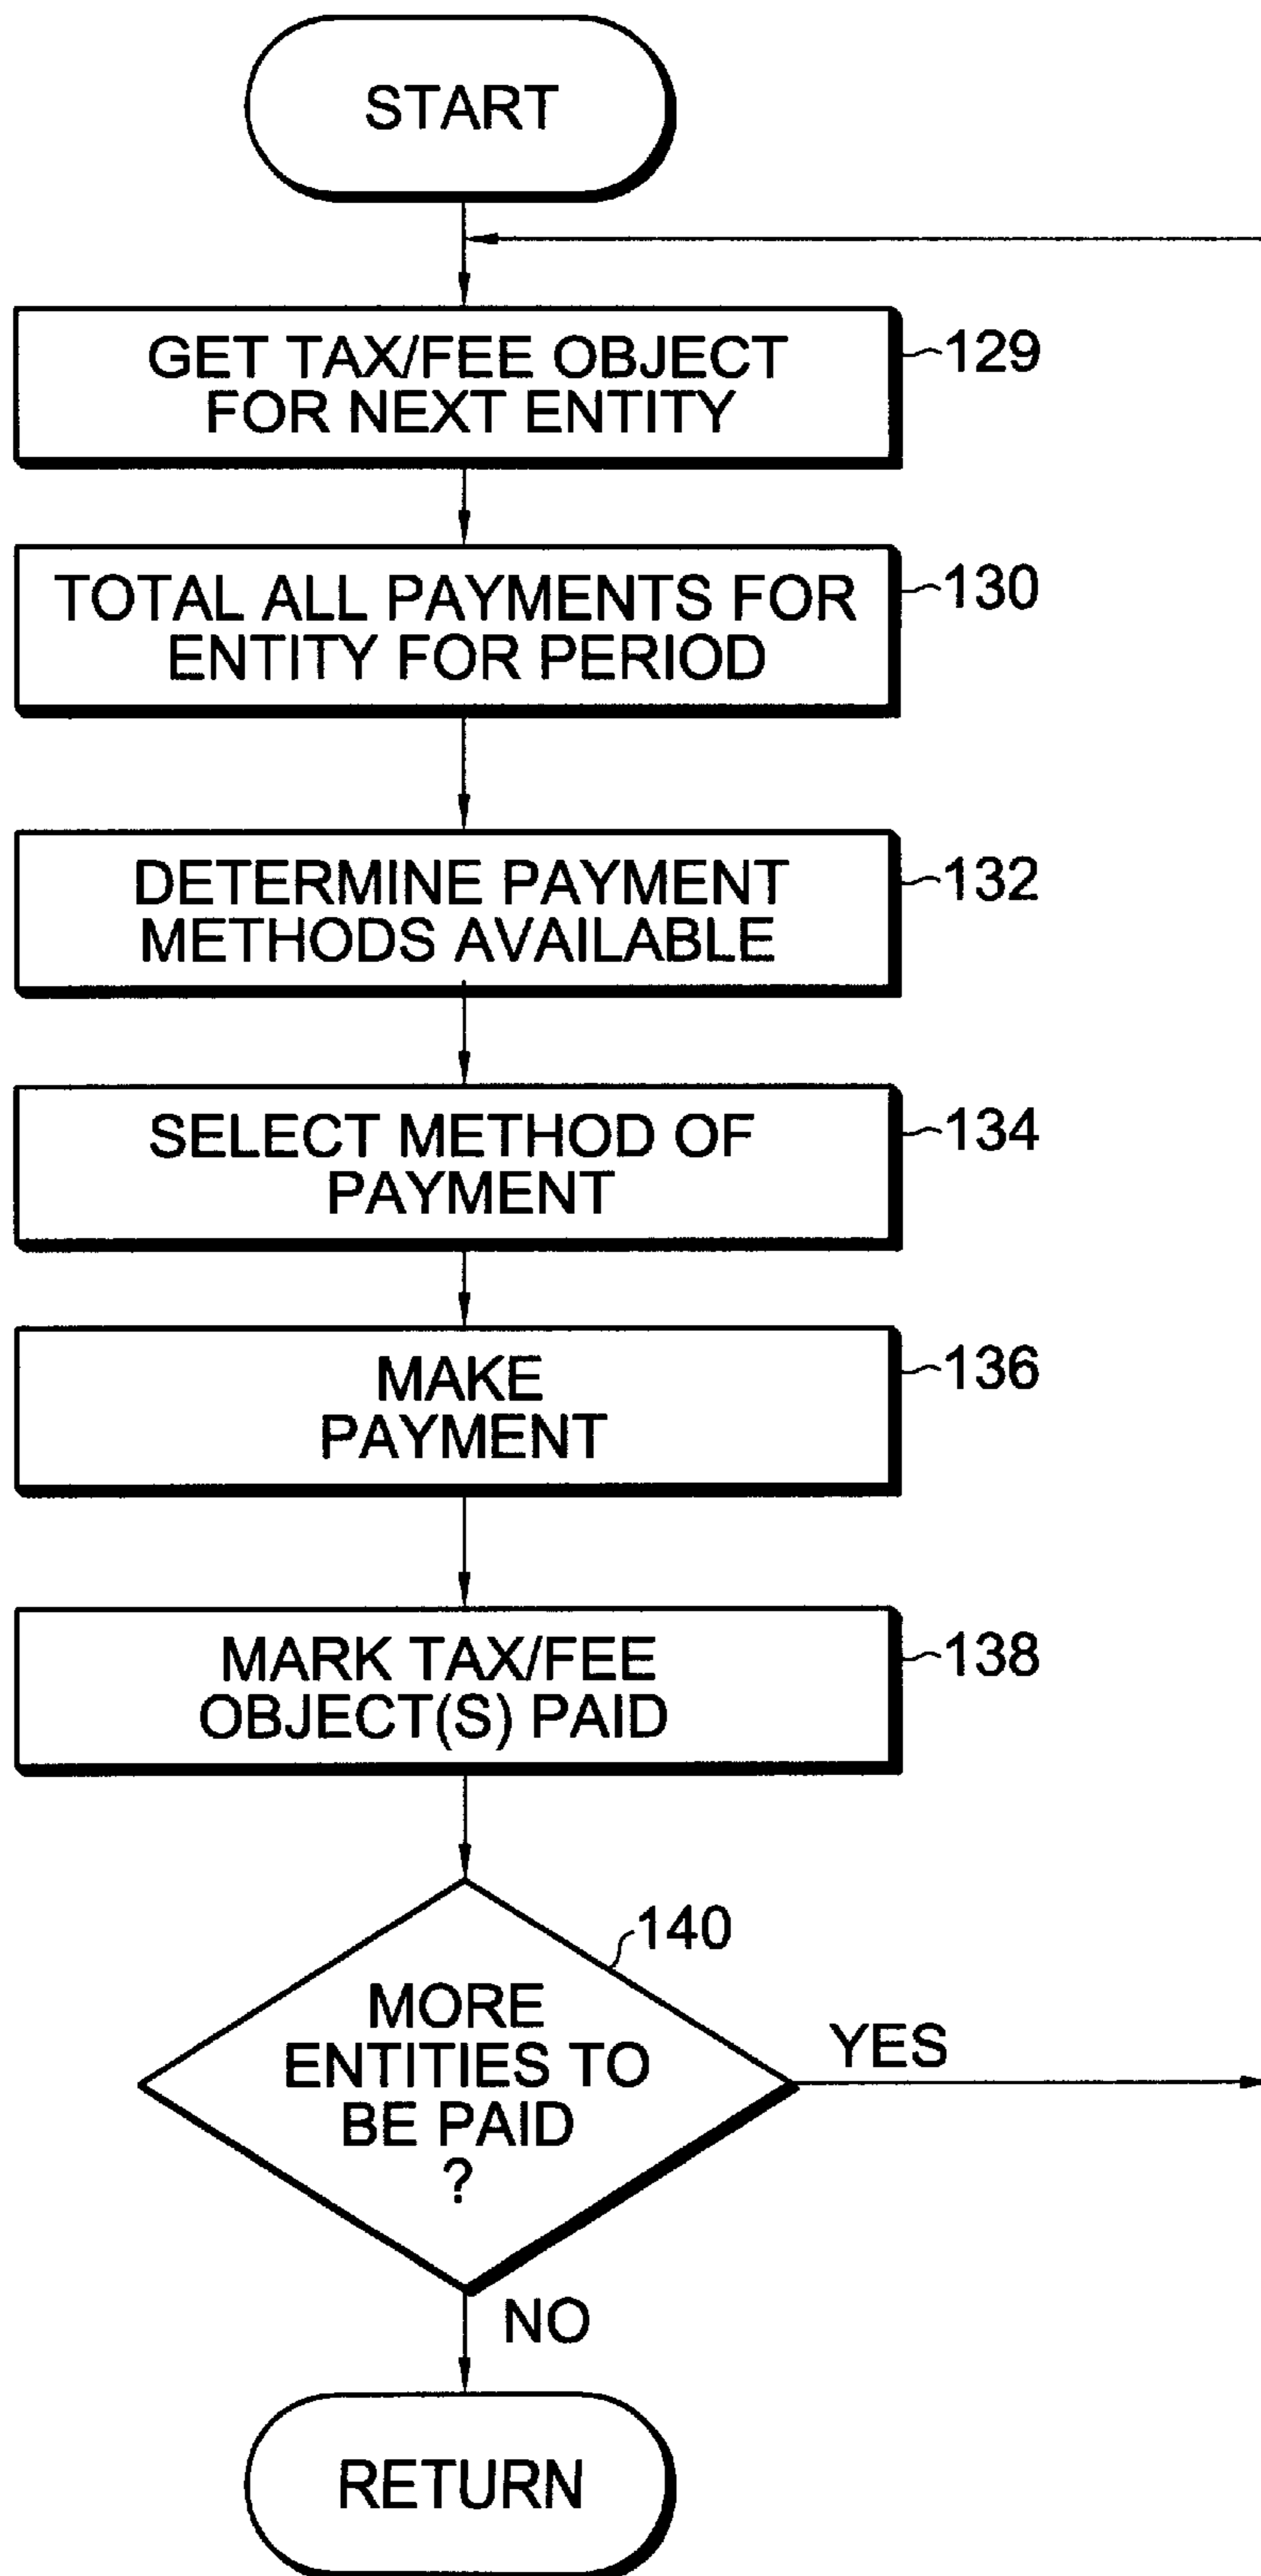 START
GET TAX/FEE OBJECT
FOR NEXT ENTITY
129
TOTAL ALL PAYMENTS FOR
ENTITY FOR PERIOD
130
DETERMINE PAYMENT
METHODS AVAILABLE
132
SELECT METHOD OF
PAYMENT
134
MAKE
PAYMENT
136
MARK TAX/FEE
OBJECT(S) PAID
138
140
MORE
ENTITIES TO
BE PAID
?
YES
NO
RETURN